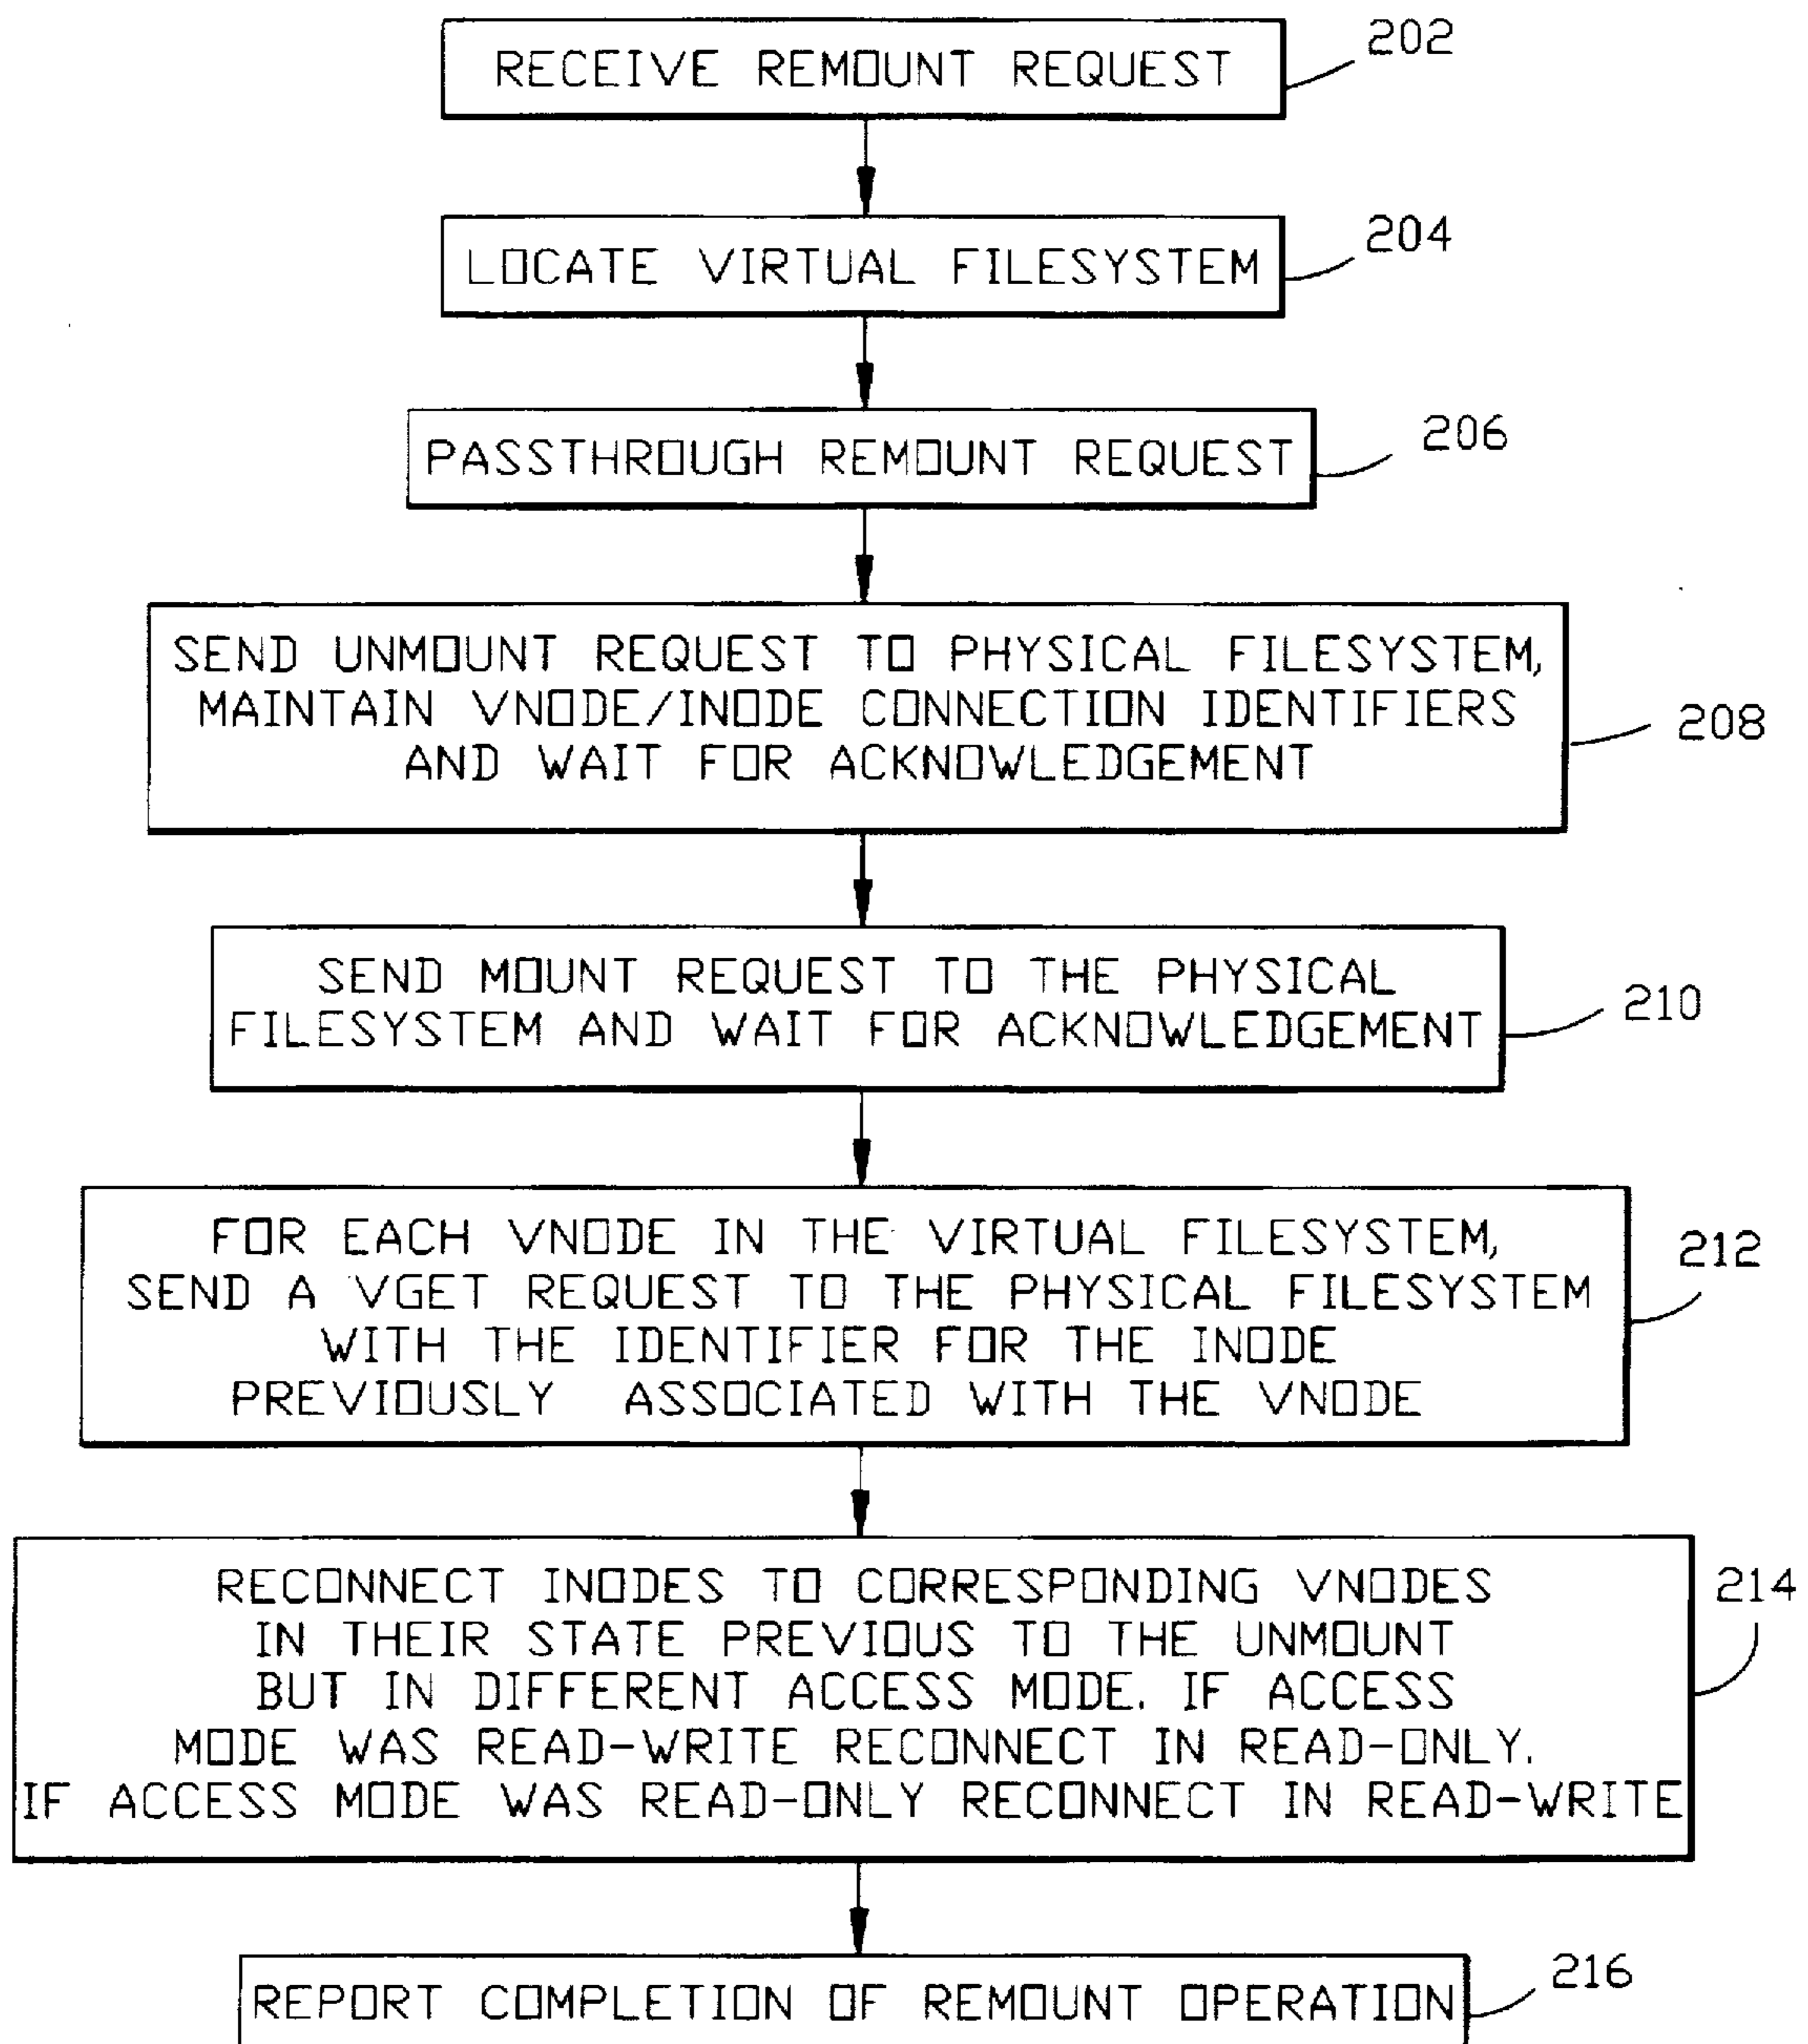 RECEIVE REMOUNT REQUEST
202
LOCATE VIRTUAL FILESYSTEM
204
PASSTHROUGH REMOUNT REQUEST
206
SEND UNMOUNT REQUEST TO PHYSICAL FILESYSTEM,
MAINTAIN VNODE/INODE CONNECTION IDENTIFIERS
AND WAIT FOR ACKNOWLEDGEMENT
208
SEND MOUNT REQUEST TO THE PHYSICAL
FILESYSTEM AND WAIT FOR ACKNOWLEDGEMENT
210
FOR EACH VNODE IN THE VIRTUAL FILESYSTEM,
SEND A VGET REQUEST TO THE PHYSICAL FILESYSTEM
WITH THE IDENTIFIER FOR THE INODE
PREVIOUSLY ASSOCIATED WITH THE VNODE
212
RECONNECT INODES TO CORRESPONDING VNODES
IN THEIR STATE PREVIOUS TO THE UNMOUNT
BUT IN DIFFERENT ACCESS MODE. IF ACCESS
MODE WAS READ-WRITE RECONNECT IN READ-ONLY.
IF ACCESS MODE WAS READ-ONLY RECONNECT IN READ-WRITE
214
REPORT COMPLETION OF REMOUNT OPERATION
216